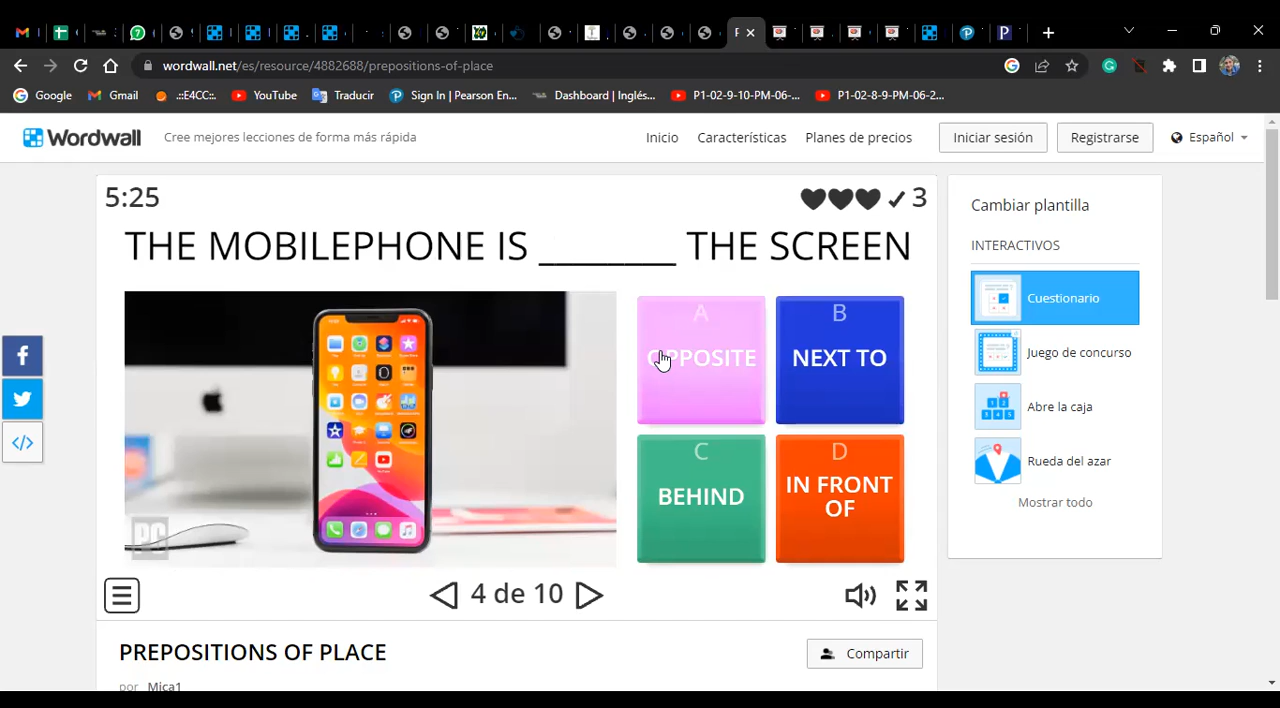 wordwall.net/es/resource/4882688/prepositions-of-place
Google
Gmail
.::E4CC::.
YouTube
Traducir
Sign In | Pearson En...
Dashboard | Inglés...
P1-02-9-10-PM-06-...
P1-02-8-9-PM-06-2...
Wordwall
Cree mejores lecciones de forma más rápida
Inicio
Características
Planes de precios
Iniciar sesión
Registrarse
Español
5:25
3
THE MOBILEPHONE IS ________ THE SCREEN
A
OPPOSITE
B
NEXT TO
C
BEHIND
D
IN FRONT
OF
PC
4 de 10
PREPOSITIONS OF PLACE
Compartir
por Mica1
Cambiar plantilla
INTERACTIVOS
Cuestionario
Juego de concurso
Abre la caja
Rueda del azar
Mostrar todo